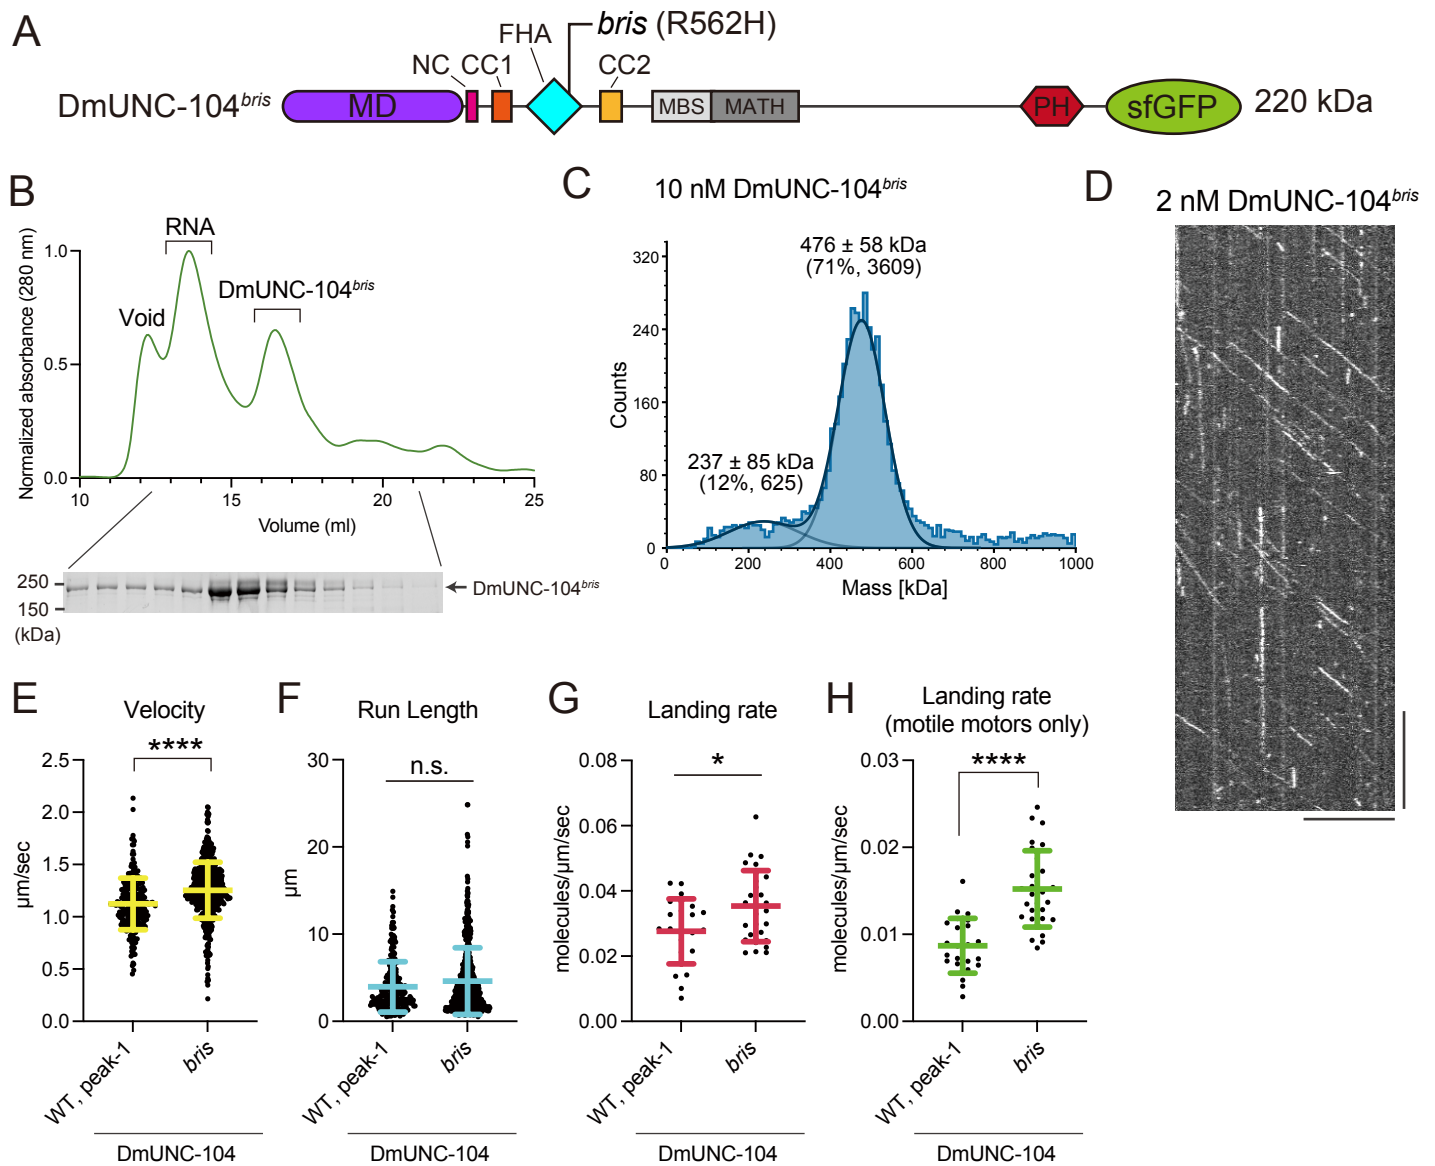 A
FHA
bris (R562H)
NC CC1
CC2
DmUNC-104bris
MD
MBS
MATH
PH
sfGFP
220 kDa
B
RNA
Void
DmUNC-104bris
Normalized absorbance (280 nm)
1.0
0.5
0.0
10
15
20
25
Volume (ml)
250
150
(kDa)
DmUNC-104bris
C
10 nM DmUNC-104bris
476 ± 58 kDa
(71%, 3609)
237 ± 85 kDa
(12%, 625)
Counts
320
240
160
80
0
0
200
400
600
800
1000
Mass [kDa]
D
2 nM DmUNC-104bris
E
Velocity
****
µm/sec
2.5
2.0
1.5
1.0
0.5
0.0
WT, peak-1
bris
DmUNC-104
F
Run Length
n.s.
µm
30
20
10
0
WT, peak-1
bris
DmUNC-104
G
Landing rate
*
molecules/µm/sec
0.08
0.06
0.04
0.02
0.00
WT, peak-1
bris
DmUNC-104
H
Landing rate
(motile motors only)
****
molecules/µm/sec
0.03
0.02
0.01
0.00
WT, peak-1
bris
DmUNC-104